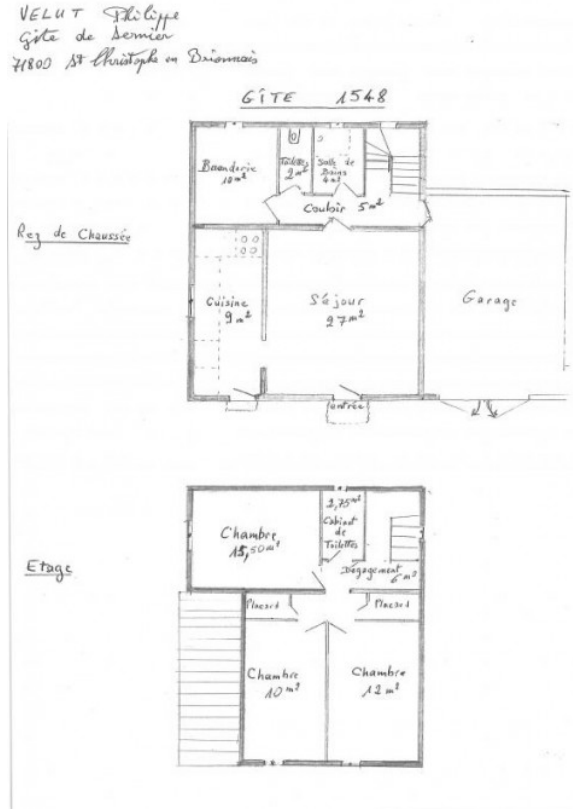 VELUT Philippe
Gîte de Sernier
71800 St Christophe en Brionnais
GÎTE 1548
Rez de Chaussée
Buanderie
10 m²
Toilettes
2 m²
Salle de
Bains
4 m²
Couloir 5 m²
Cuisine
9 m²
Séjour
27 m²
Garage
entrée
Etage
Chambre
15,50 m²
2,75 m²
Cabinet
de
Toilettes
Dégagement
6 m²
Placard
Placard
Chambre
10 m²
Chambre
12 m²